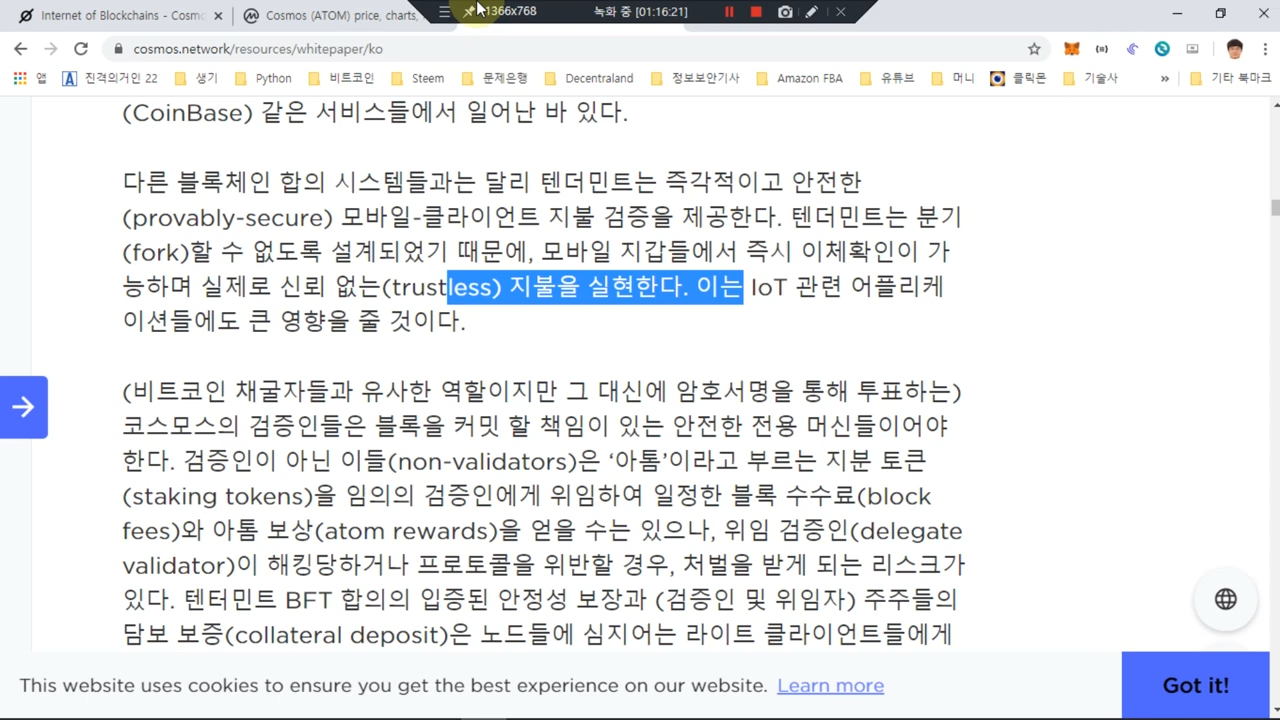 Internet of Blockchains - Cosmo
Cosmos (ATOM) price, charts,
1366x768
녹화 중 [01:16:21]
cosmos.network/resources/whitepaper/ko
앱
진격의거인 22
생기
Python
비트코인
Steem
문제은행
Decentraland
정보보안기사
Amazon FBA
유튜브
머니
클릭몬
기술사
»
기타 북마크
(CoinBase) 같은 서비스들에서 일어난 바 있다.
다른 블록체인 합의 시스템들과는 달리 텐더민트는 즉각적이고 안전한
(provably-secure) 모바일-클라이언트 지불 검증을 제공한다. 텐더민트는 분기
(fork)할 수 없도록 설계되었기 때문에, 모바일 지갑들에서 즉시 이체확인이 가
능하며 실제로 신뢰 없는(trustless) 지불을 실현한다. 이는 IoT 관련 어플리케
이션들에도 큰 영향을 줄 것이다.
(비트코인 채굴자들과 유사한 역할이지만 그 대신에 암호서명을 통해 투표하는)
코스모스의 검증인들은 블록을 커밋 할 책임이 있는 안전한 전용 머신들이어야
한다. 검증인이 아닌 이들(non-validators)은 ‘아톰’이라고 부르는 지분 토큰
(staking tokens)을 임의의 검증인에게 위임하여 일정한 블록 수수료(block
fees)와 아톰 보상(atom rewards)을 얻을 수는 있으나, 위임 검증인(delegate
validator)이 해킹당하거나 프로토콜을 위반할 경우, 처벌을 받게 되는 리스크가
있다. 텐터민트 BFT 합의의 입증된 안정성 보장과 (검증인 및 위임자) 주주들의
담보 보증(collateral deposit)은 노드들에 심지어는 라이트 클라이언트들에게
This website uses cookies to ensure you get the best experience on our website. Learn more
Got it!